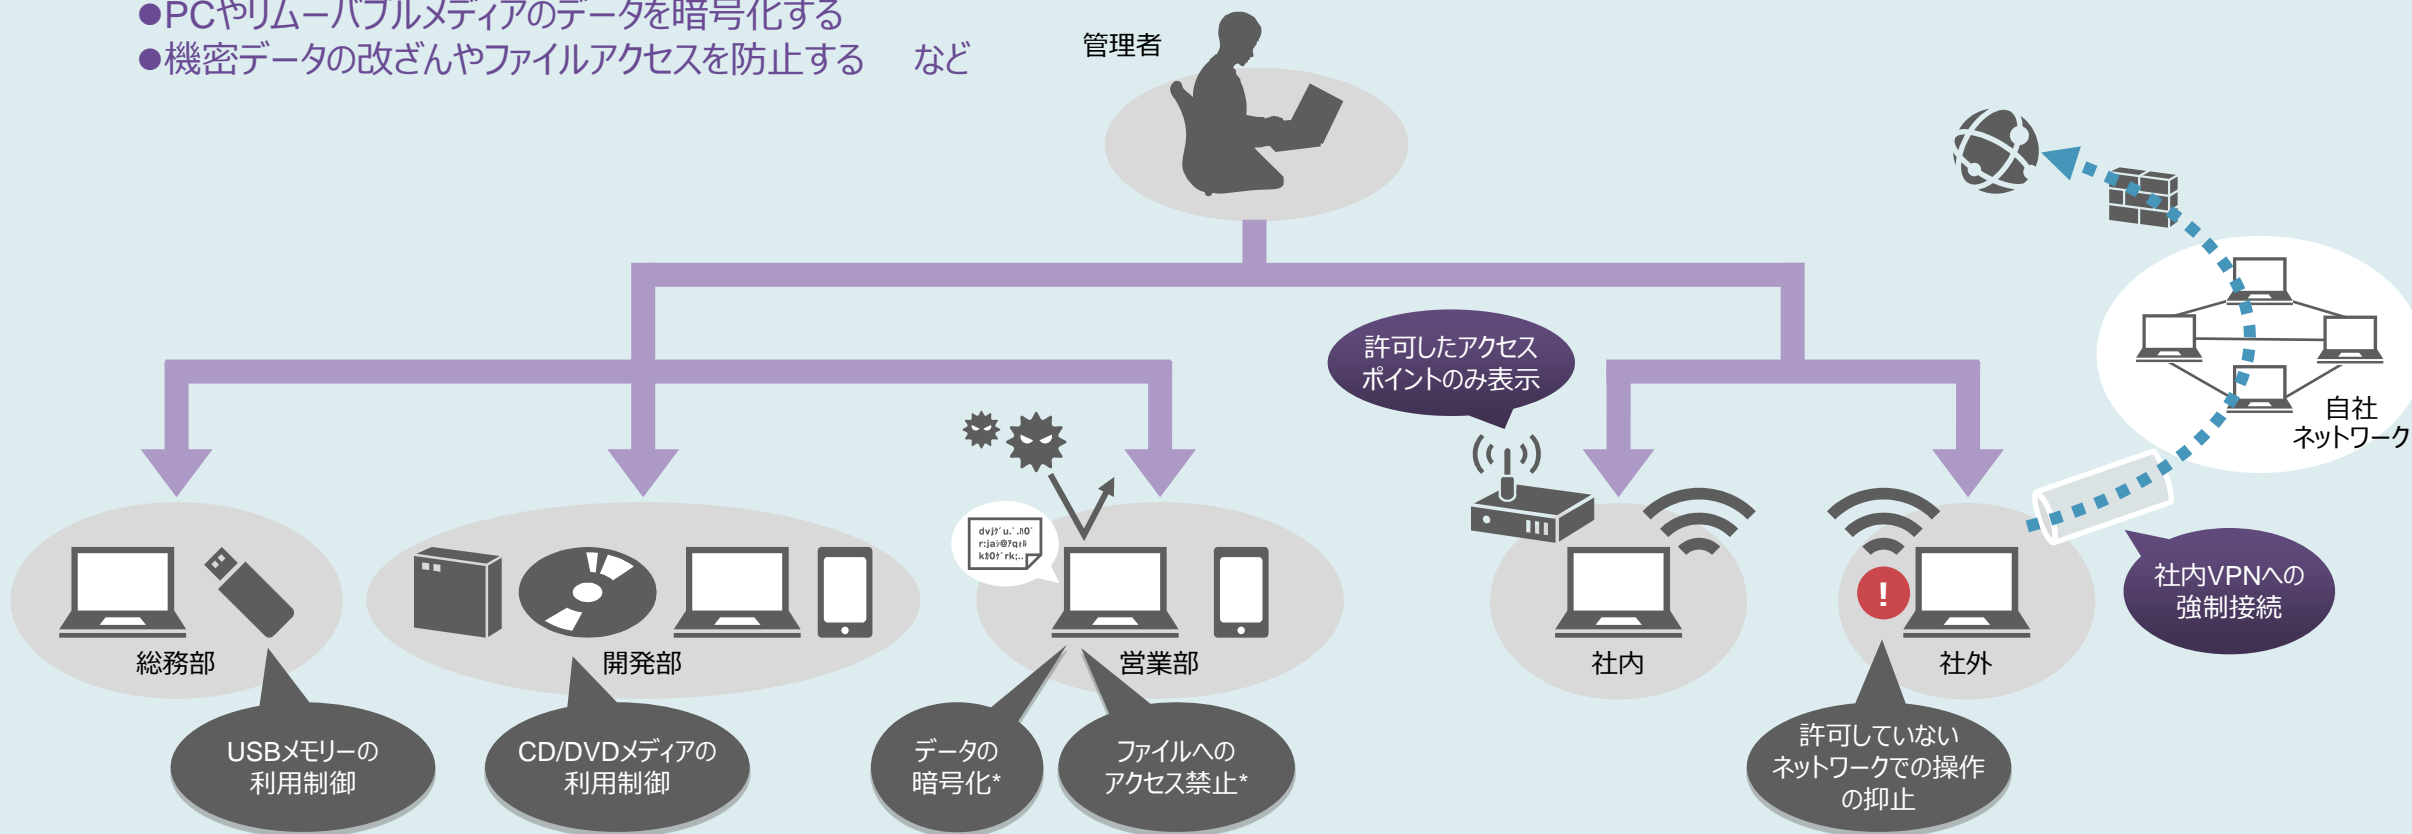 ●PCやリムーバブルメディアのデータを暗号化する
●機密データの改ざんやファイルアクセスを防止する　など
管理者
許可したアクセス
ポイントのみ表示
自社
ネットワーク
社内VPNへの
強制接続
総務部
開発部
営業部
社内
社外
USBメモリーの
利用制御
CD/DVDメディアの
利用制御
データの
暗号化*
ファイルへの
アクセス禁止*
許可していない
ネットワークでの操作
の抑止